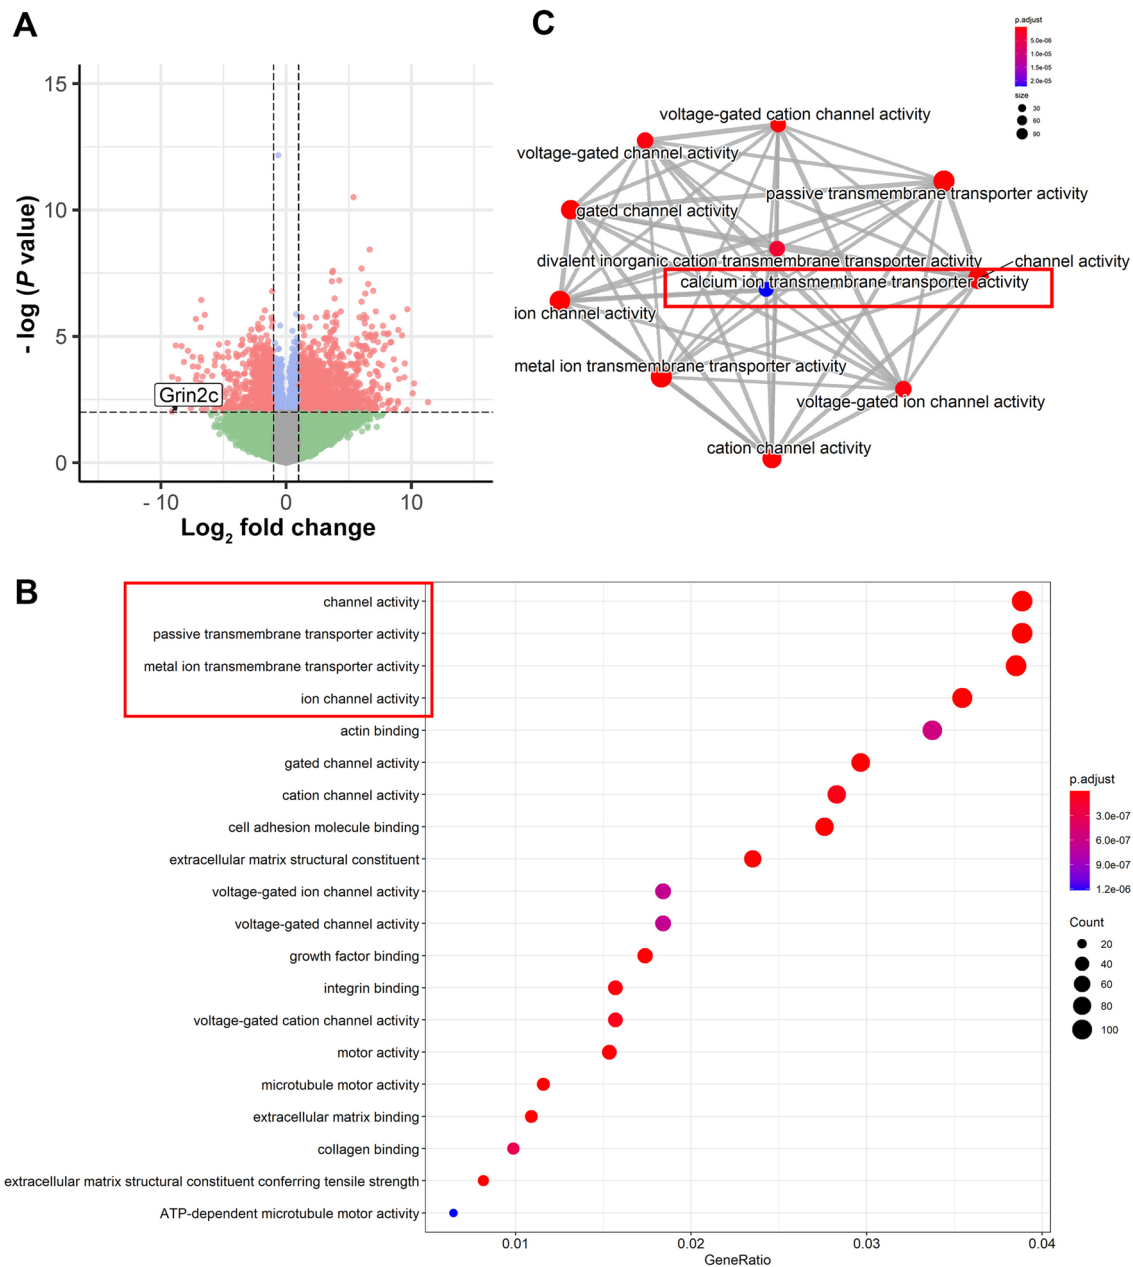 A
15
10
5
0
- log (P value)
Grin2c
- 10
0
10
Log2 fold change
C
p.adjust
5.0e-06
1.0e-05
1.5e-05
2.0e-05
size
30
60
90
voltage-gated cation channel activity
voltage-gated channel activity
passive transmembrane transporter activity
gated channel activity
divalent inorganic cation transmembrane transporter activity
channel activity
calcium ion transmembrane transporter activity
ion channel activity
metal ion transmembrane transporter activity
voltage-gated ion channel activity
cation channel activity
B
channel activity
passive transmembrane transporter activity
metal ion transmembrane transporter activity
ion channel activity
actin binding
gated channel activity
cation channel activity
cell adhesion molecule binding
extracellular matrix structural constituent
voltage-gated ion channel activity
voltage-gated channel activity
growth factor binding
integrin binding
voltage-gated cation channel activity
motor activity
microtubule motor activity
extracellular matrix binding
collagen binding
extracellular matrix structural constituent conferring tensile strength
ATP-dependent microtubule motor activity
0.01
0.02
0.03
0.04
GeneRatio
p.adjust
3.0e-07
6.0e-07
9.0e-07
1.2e-06
Count
20
40
60
80
100